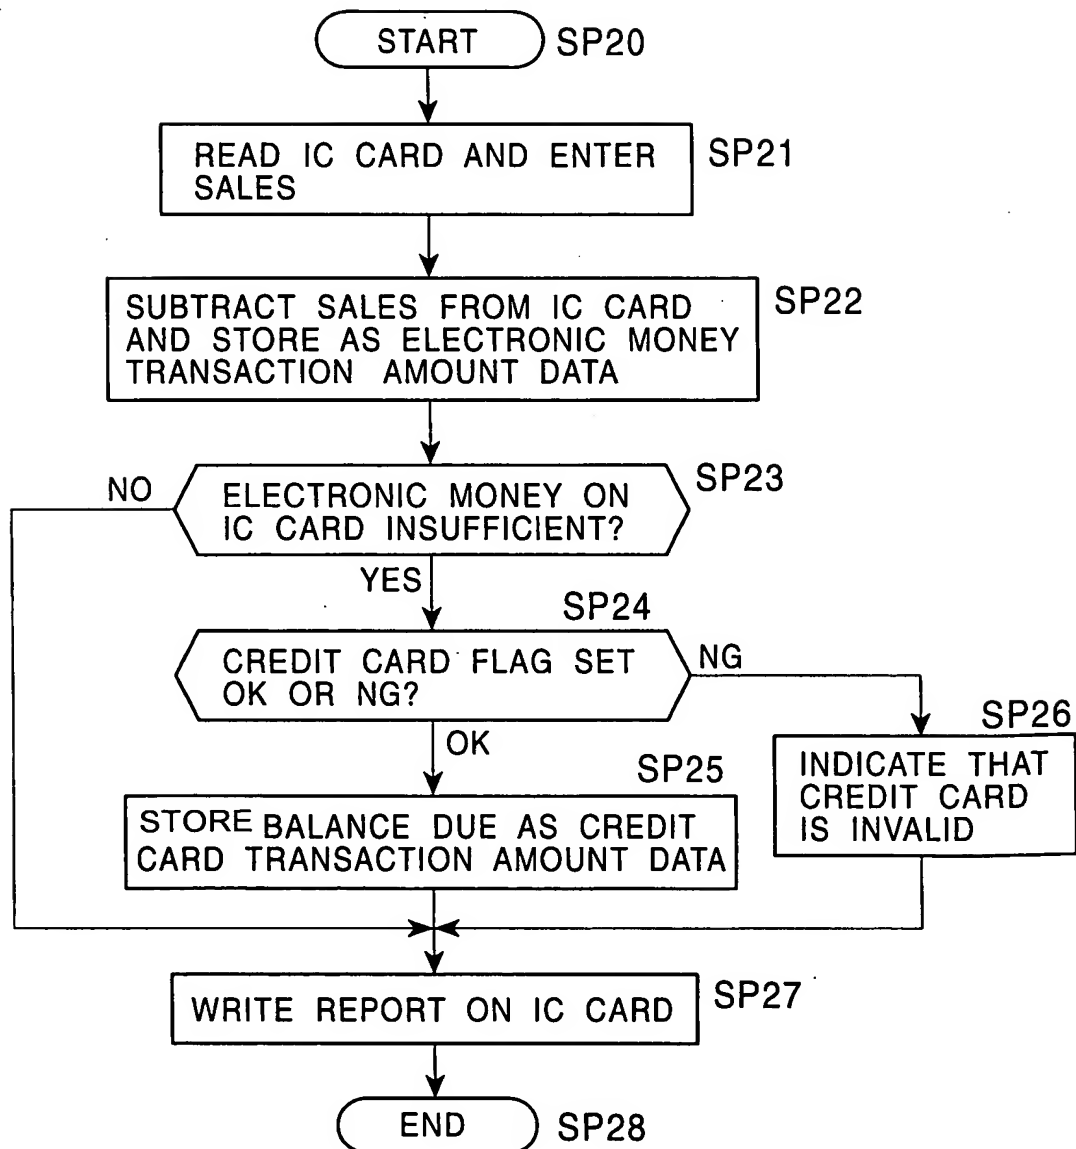 START
SP20
READ IC CARD AND ENTER
SALES
SP21
SUBTRACT SALES FROM IC CARD
AND STORE AS ELECTRONIC MONEY
TRANSACTION AMOUNT DATA
SP22
ELECTRONIC MONEY ON
IC CARD INSUFFICIENT?
SP23
NO
YES
SP24
CREDIT CARD FLAG SET
OK OR NG?
NG
OK
SP26
INDICATE THAT
CREDIT CARD
IS INVALID
SP25
STORE BALANCE DUE AS CREDIT
CARD TRANSACTION AMOUNT DATA
WRITE REPORT ON IC CARD
SP27
END
SP28